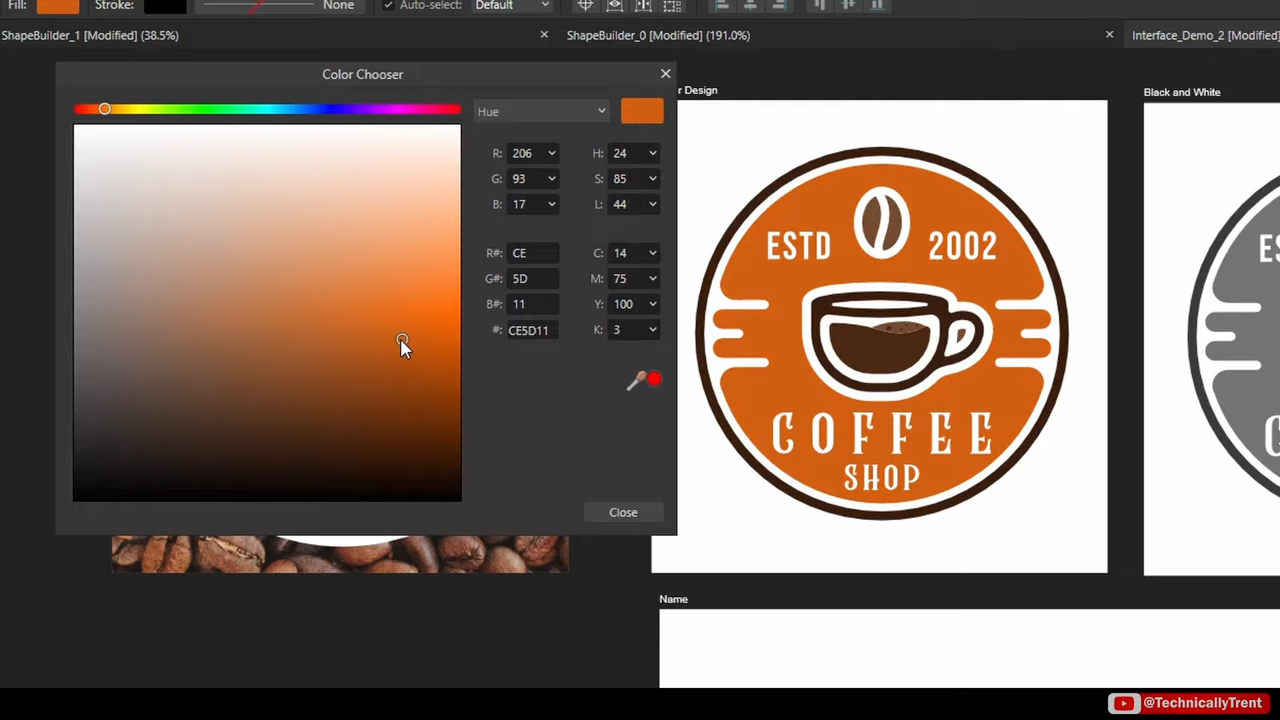 Fill: Stroke: None Auto-select: Default
ShapeBuilder_1 [Modified] (38.5%)
ShapeBuilder_0 [Modified] (191.0%)
Interface_Demo_2 [Modified]
Color Chooser
Hue
R: 206 H: 24
G: 93 S: 85
B: 17 L: 44
R#: CE C: 14
G#: 5D M: 75
B#: 11 Y: 100
#: CE5D11 K: 3
Close
r Design
ESTD 2002
COFFEE
SHOP
Black and White
Name
@TechnicallyTrent